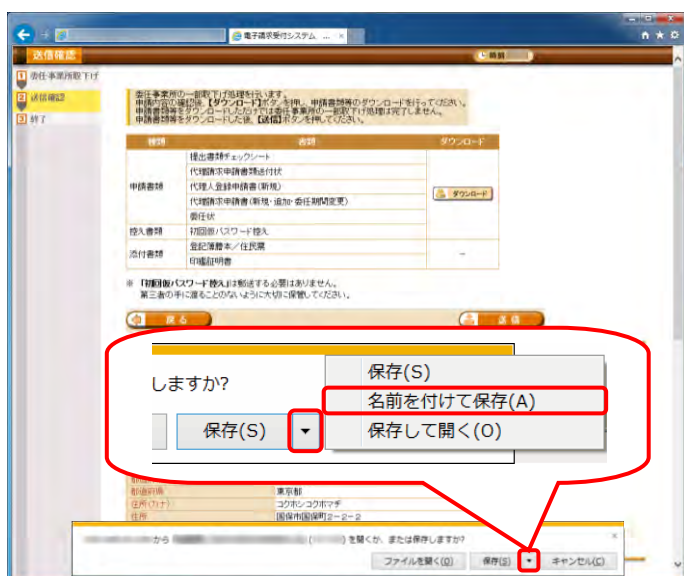 電子請求受付システム ... ×
送信確認
時刻
1 委任事業所取下げ
2 送信確認
3 終了
委任事業所の一部取下げ処理を行います。
申請内容の確認後、【ダウンロード】ボタンを押し、申請書類等のダウンロードを行ってください。
申請書類等をダウンロードしただけでは委任事業所の一部取下げ処理は完了しません。
申請書類等をダウンロードした後、【送信】ボタンを押してください。
種類 書類 ダウンロード
提出書類チェックシート
代理請求申請書類送付状
申請書類 代理人登録申請書(新規) ダウンロード
代理請求申請書(新規・追加・委任期間変更)
委任状
控入書類 初回仮パスワード控入
添付書類 登記簿謄本/住民票 -
印鑑証明書
※ 「初回仮パスワード控入」は郵送する必要はありません。
第三者の手に渡ることのないように大切に保管してください。
戻る 送信
しますか?
保存(S)
保存(S)
名前を付けて保存(A)
保存して開く(O)
都道府県 東京都
住所(カナ) コクホシコクホマチ
住所 国保市国保町2-2-2
から ( ) を開くか、または保存しますか? ×
ファイルを開く(O) 保存(S) ▼ キャンセル(C)